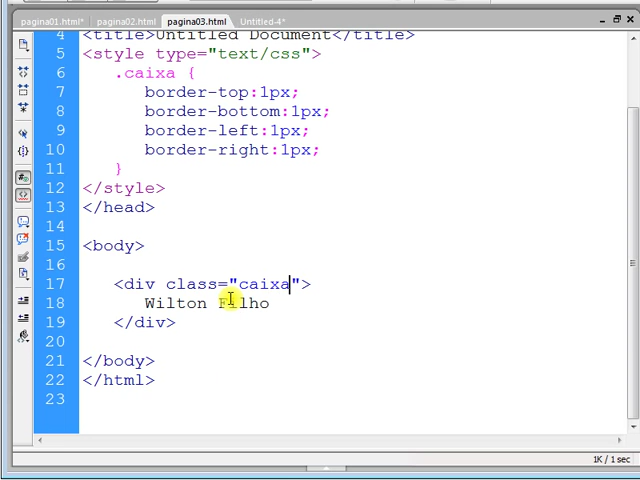 pagina01.html* pagina02.html pagina03.html Untitled-4*
4 <title>Untitled Document</title>
5 <style type="text/css">
6 .caixa {
7 border-top:1px;
8 border-bottom:1px;
9 border-left:1px;
10 border-right:1px;
11 }
12 </style>
13 </head>
14
15 <body>
16
17 <div class="caixa">
18 Wilton Filho
19 </div>
20
21 </body>
22 </html>
23
1K / 1 sec